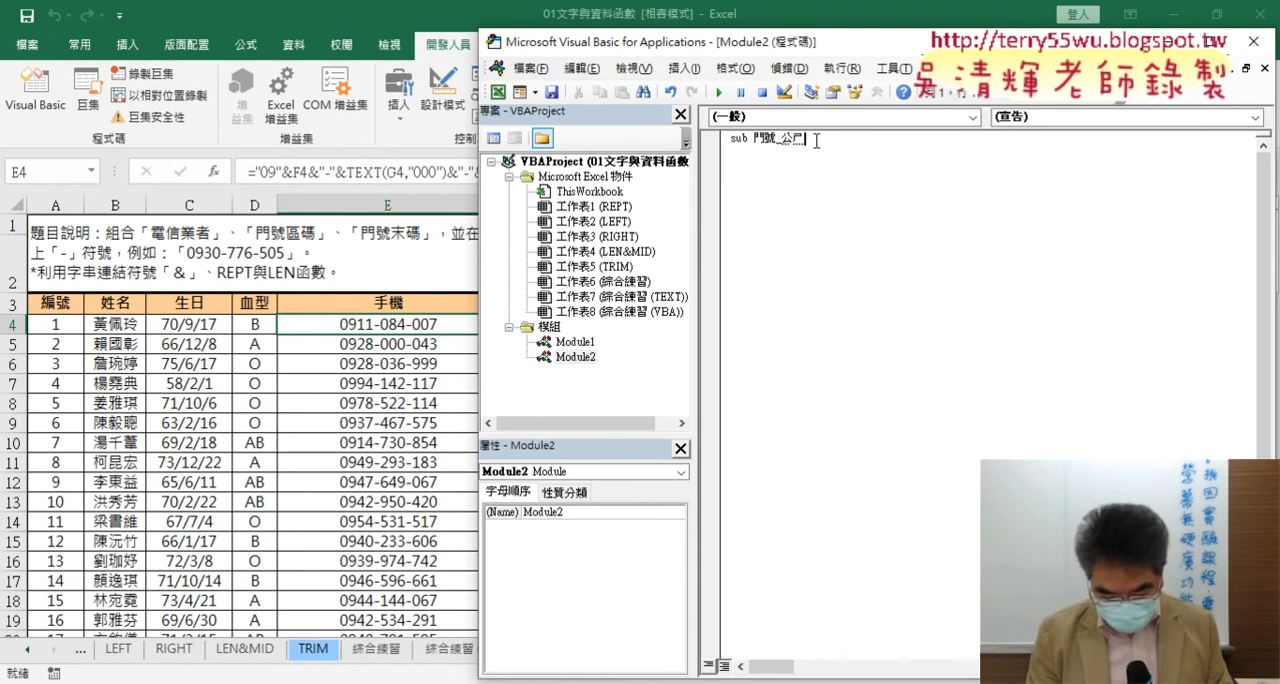 01文字與資料函數 [相容模式] - Excel
登入
檔案 常用 插入 版面配置 公式 資料 校閱 檢視 開發人員
Visual Basic 巨集 錄製巨集 以相對位置錄製 巨集安全性
程式碼
增益集 Excel 增益集 COM 增益集
增益集
插入 設計模式
控制
E4
="09"&F4&"-"&TEXT(G4,"000")&"-"&
A B C D E
1 題目說明：組合「電信業者」、「門號區碼」、「門號末碼」，並在
上「-」符號，例如：「0930-776-505」。
2 *利用字串連結符號「&」、REPT與LEN函數。
3 編號 姓名 生日 血型 手機
4 1 黃佩玲 70/9/17 B 0911-084-007
5 2 賴國彰 66/12/8 A 0928-000-043
6 3 詹琬婷 75/6/17 O 0928-036-999
7 4 楊堯典 58/2/1 O 0994-142-117
8 5 姜雅琪 71/10/6 O 0978-522-114
9 6 陳毅聰 63/2/16 O 0937-467-575
10 7 湯千蕙 69/2/18 AB 0914-730-854
11 8 柯昆宏 73/12/22 A 0949-293-183
12 9 李東益 65/6/11 AB 0947-649-067
13 10 洪秀芳 70/2/22 AB 0942-950-420
14 11 梁書維 67/7/4 O 0954-531-517
15 12 陳沅竹 66/1/17 B 0940-233-606
16 13 劉珈妤 72/3/8 O 0939-974-742
17 14 顏逸琪 71/10/14 B 0946-596-661
18 15 林宛霓 73/4/21 A 0944-144-067
19 16 郭雅芬 69/6/30 A 0942-534-291
... LEFT RIGHT LEN&MID TRIM 綜合練習 綜合練習
就緒
Microsoft Visual Basic for Applications - [Module2 (程式碼)]
檔案(F) 編輯(E) 檢視(V) 插入(I) 格式(O) 偵錯(D) 執行(R) 工具(T)
http://terry55wu.blogspot.tw
吳清輝老師錄製
專案 - VBAProject
VBAProject (01文字與資料函數
Microsoft Excel 物件
ThisWorkbook
工作表1 (REPT)
工作表2 (LEFT)
工作表3 (RIGHT)
工作表4 (LEN&MID)
工作表5 (TRIM)
工作表6 (綜合練習)
工作表7 (綜合練習 (TEXT))
工作表8 (綜合練習 (VBA))
模組
Module1
Module2
屬性 - Module2
Module2 Module
字母順序 性質分類
(Name) Module2
(一般) (宣告)
sub 門號_公尸